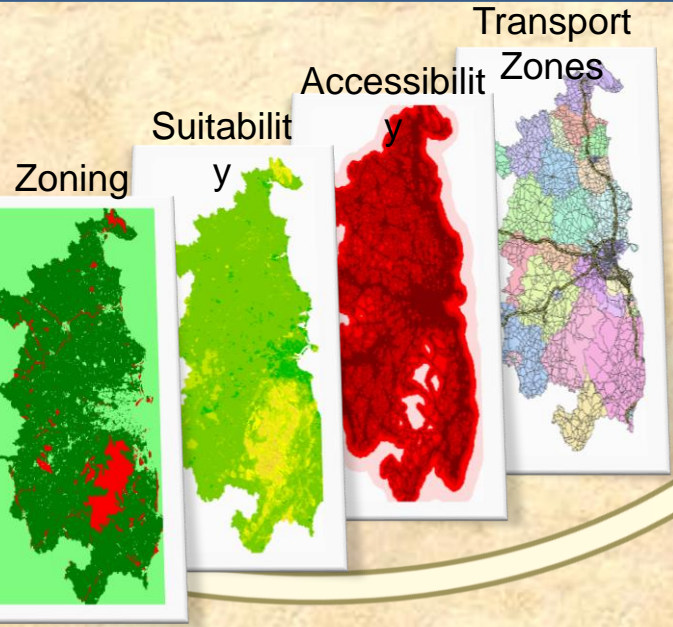 Zoning
Suitabilit
y
Accessibilit
y
Transport
Zones